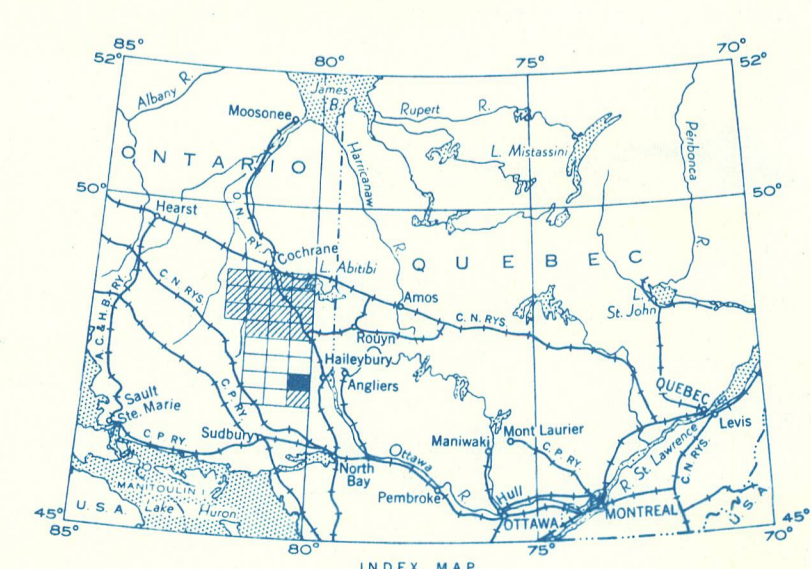 85°
80°
75°
70°
52°
52°
Albany R.
James
B.
Moosonee
Rupert R.
L. Mistassini
Peribonca
R.
Harricanaw
R.
ONTARIO
50°
50°
Hearst
O. N. RY.
Cochrane
L. Abitibi
QUEBEC
C. N. RYS.
A.C. & H.B. RY.
Amos
C. N. RYS.
L.
St. John
Rouyn
Haileybury
Angliers
C. P. RY.
Sault
Ste. Marie
C. P. RY.
Sudbury
QUEBEC
Levis
Mont Laurier
Maniwaki
C. P. RY.
R. St. Lawrence
C. N. RYS.
North
Bay
Ottawa
R.
Pembroke
Hull
OTTAWA
MONTREAL
MANITOULIN I.
Lake Huron
U. S. A.
U. S. A.
45°
45°
85°
80°
75°
70°
INDEX MAP